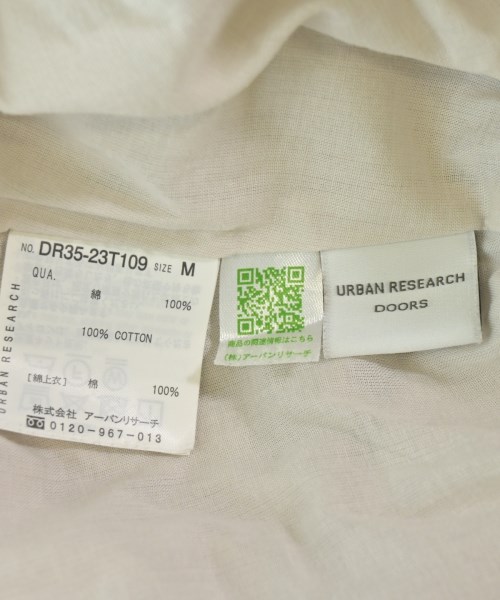 NO. DR35-23T109 SIZE M
QUA.
綿 100%
100% COTTON
[綿上衣] 棉 100%
株式会社 アーバンリサーチ
0120-967-013
URBAN RESEARCH
商品の関連情報はこちら
(株)アーバンリサーチ
URBAN RESEARCH
DOORS